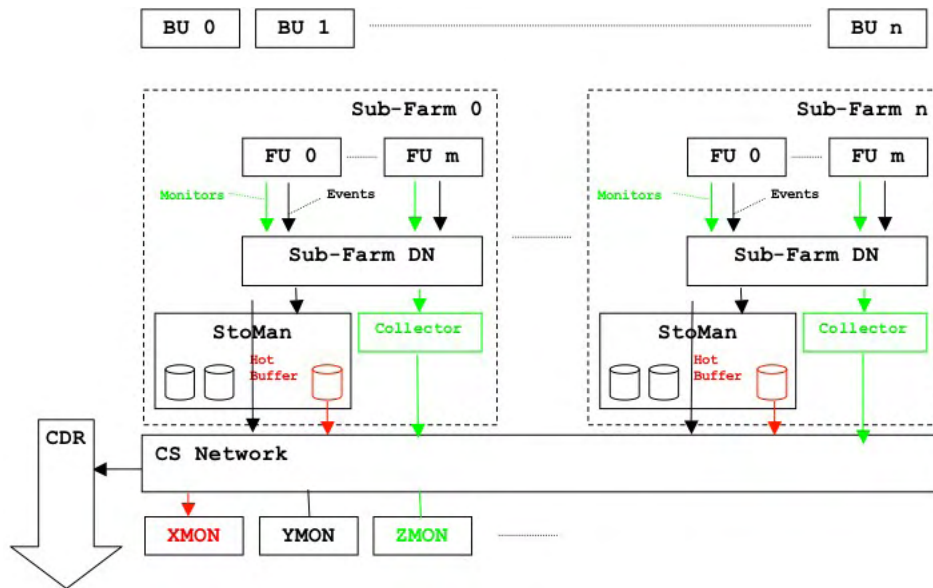 BU 0 BU 1 BU n
Sub-Farm 0 Sub-Farm n
FU 0 FU m FU 0 FU m
Monitors Events Monitors Events
Sub-Farm DN Sub-Farm DN
StoMan Collector StoMan Collector
Hot Hot
Buffer Buffer
CDR
CS Network
XMON YMON ZMON